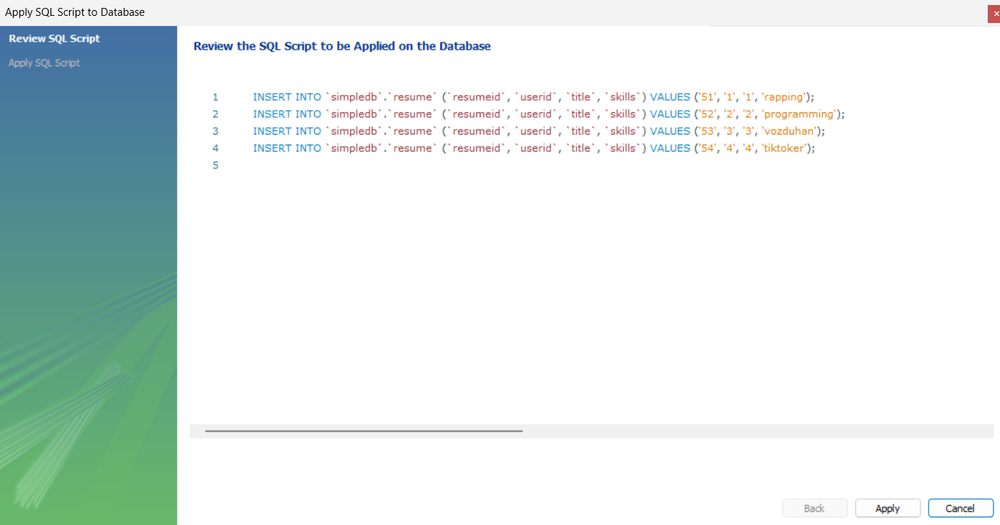 Apply SQL Script to Database
Review SQL Script
Apply SQL Script
Review the SQL Script to be Applied on the Database
1 INSERT INTO `simpledb`.`resume` (`resumeid`, `userid`, `title`, `skills`) VALUES ('51', '1', '1', 'rapping');
2 INSERT INTO `simpledb`.`resume` (`resumeid`, `userid`, `title`, `skills`) VALUES ('52', '2', '2', 'programming');
3 INSERT INTO `simpledb`.`resume` (`resumeid`, `userid`, `title`, `skills`) VALUES ('53', '3', '3', 'vozduhan');
4 INSERT INTO `simpledb`.`resume` (`resumeid`, `userid`, `title`, `skills`) VALUES ('54', '4', '4', 'tiktoker');
5
Back Apply Cancel